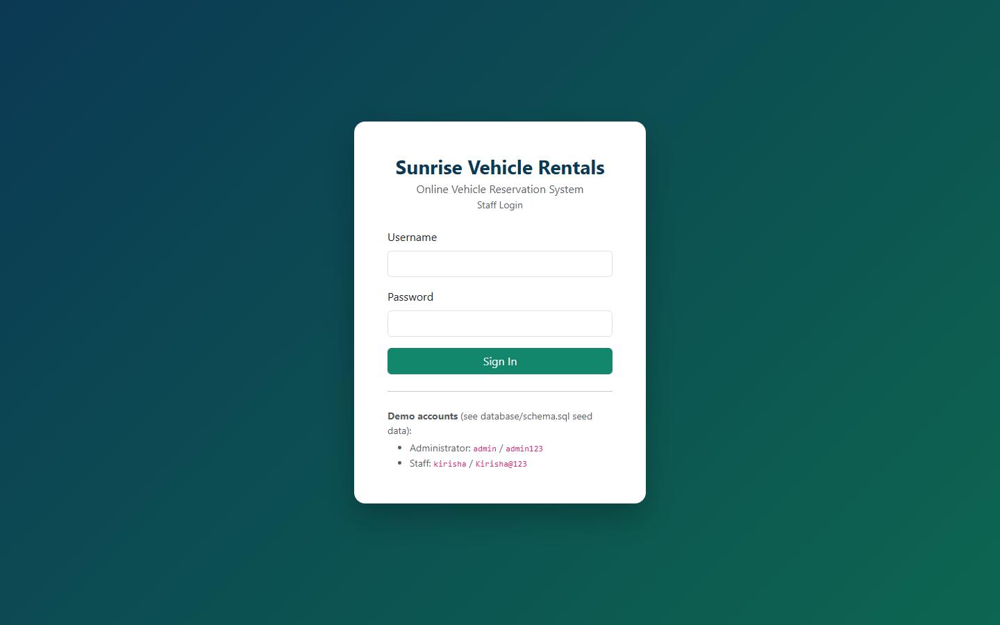 Sunrise Vehicle Rentals
Online Vehicle Reservation System
Staff Login
Username
Password
Sign In
Demo accounts (see database/schema.sql seed
data):
• Administrator: admin / admin123
• Staff: kirisha / Kirisha@123